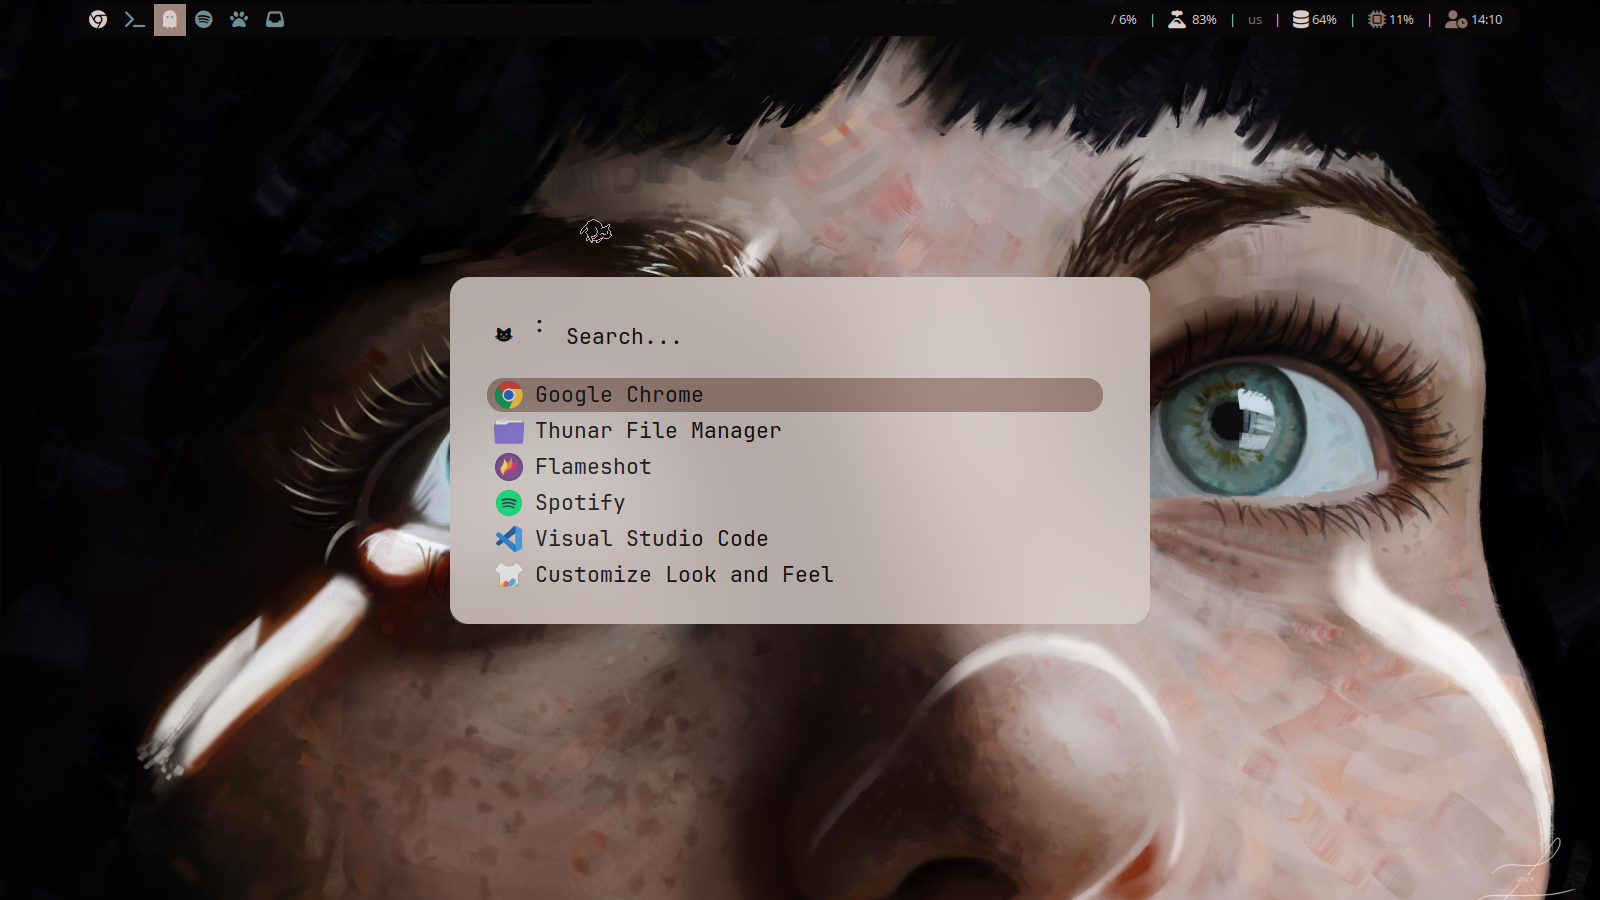 / 6% | 83% | us | 64% | 11% | 14:10
: Search...
Google Chrome
Thunar File Manager
Flameshot
Spotify
Visual Studio Code
Customize Look and Feel